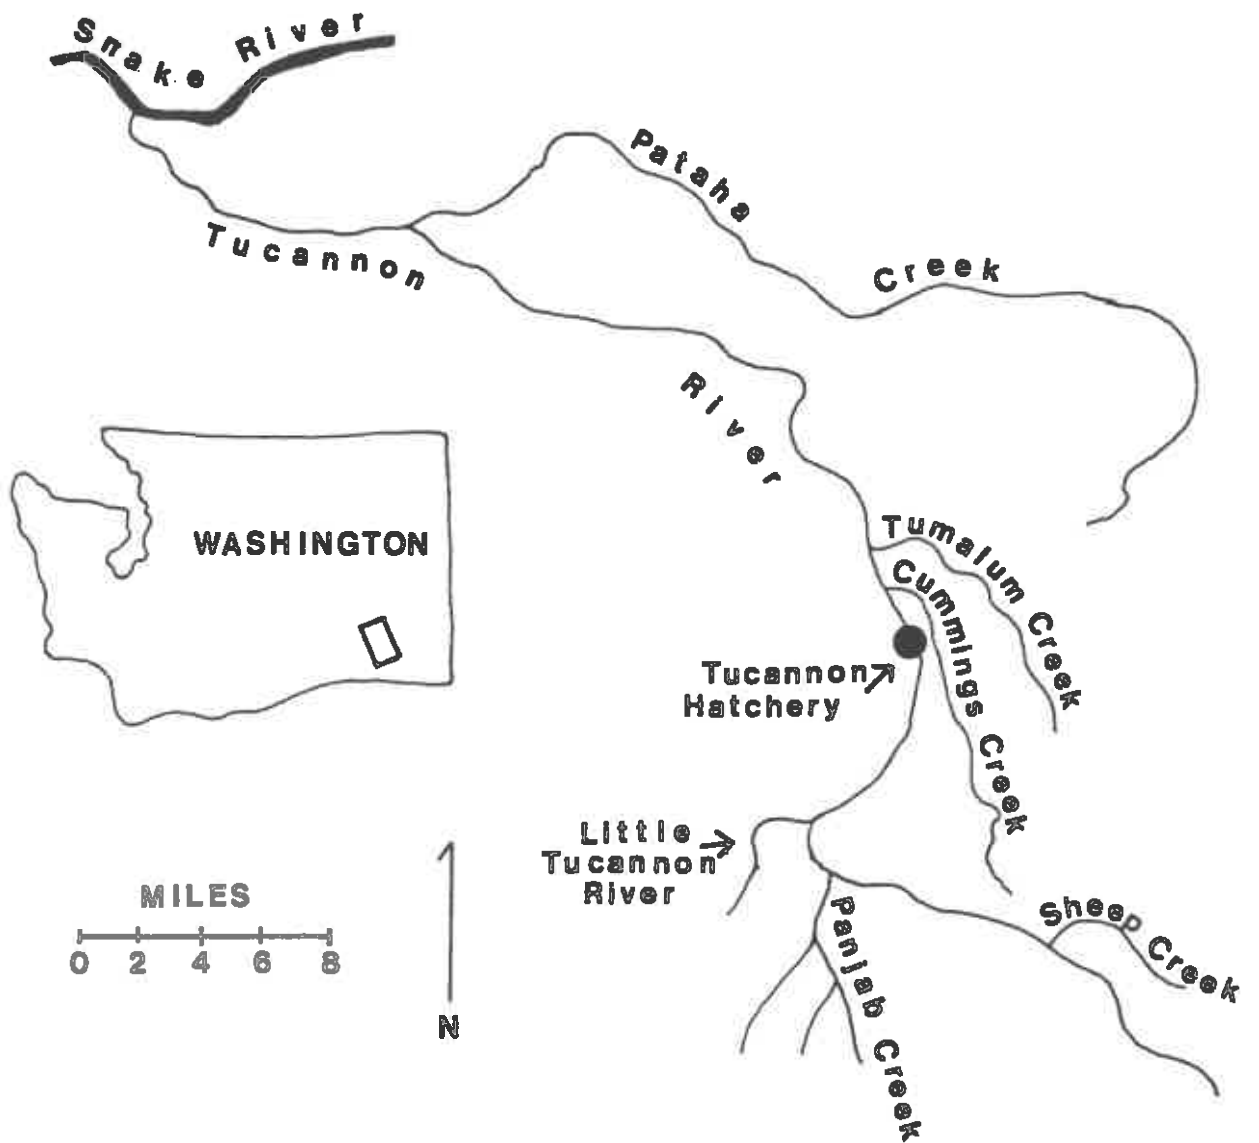 Snake River
Pataha Creek
Tucannon River
WASHINGTON
Tumalum Creek
Cummings Creek
Tucannon
Hatchery
Little
Tucannon
River
MILES
0 2 4 6 8
N
Sheep Creek
Panjab Creek